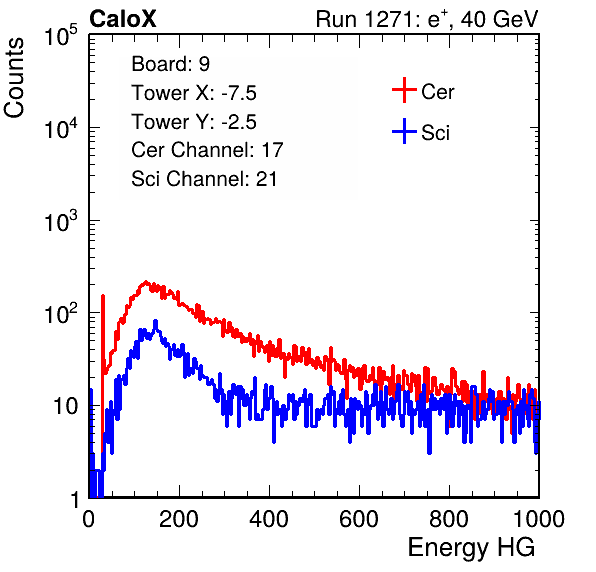 CaloX Run 1271: e⁺, 40 GeV
Counts
10⁵
10⁴
10³
10²
10
1
Board: 9
Tower X: -7.5
Tower Y: -2.5
Cer Channel: 17
Sci Channel: 21
Cer
Sci
0 200 400 600 800 1000
Energy HG